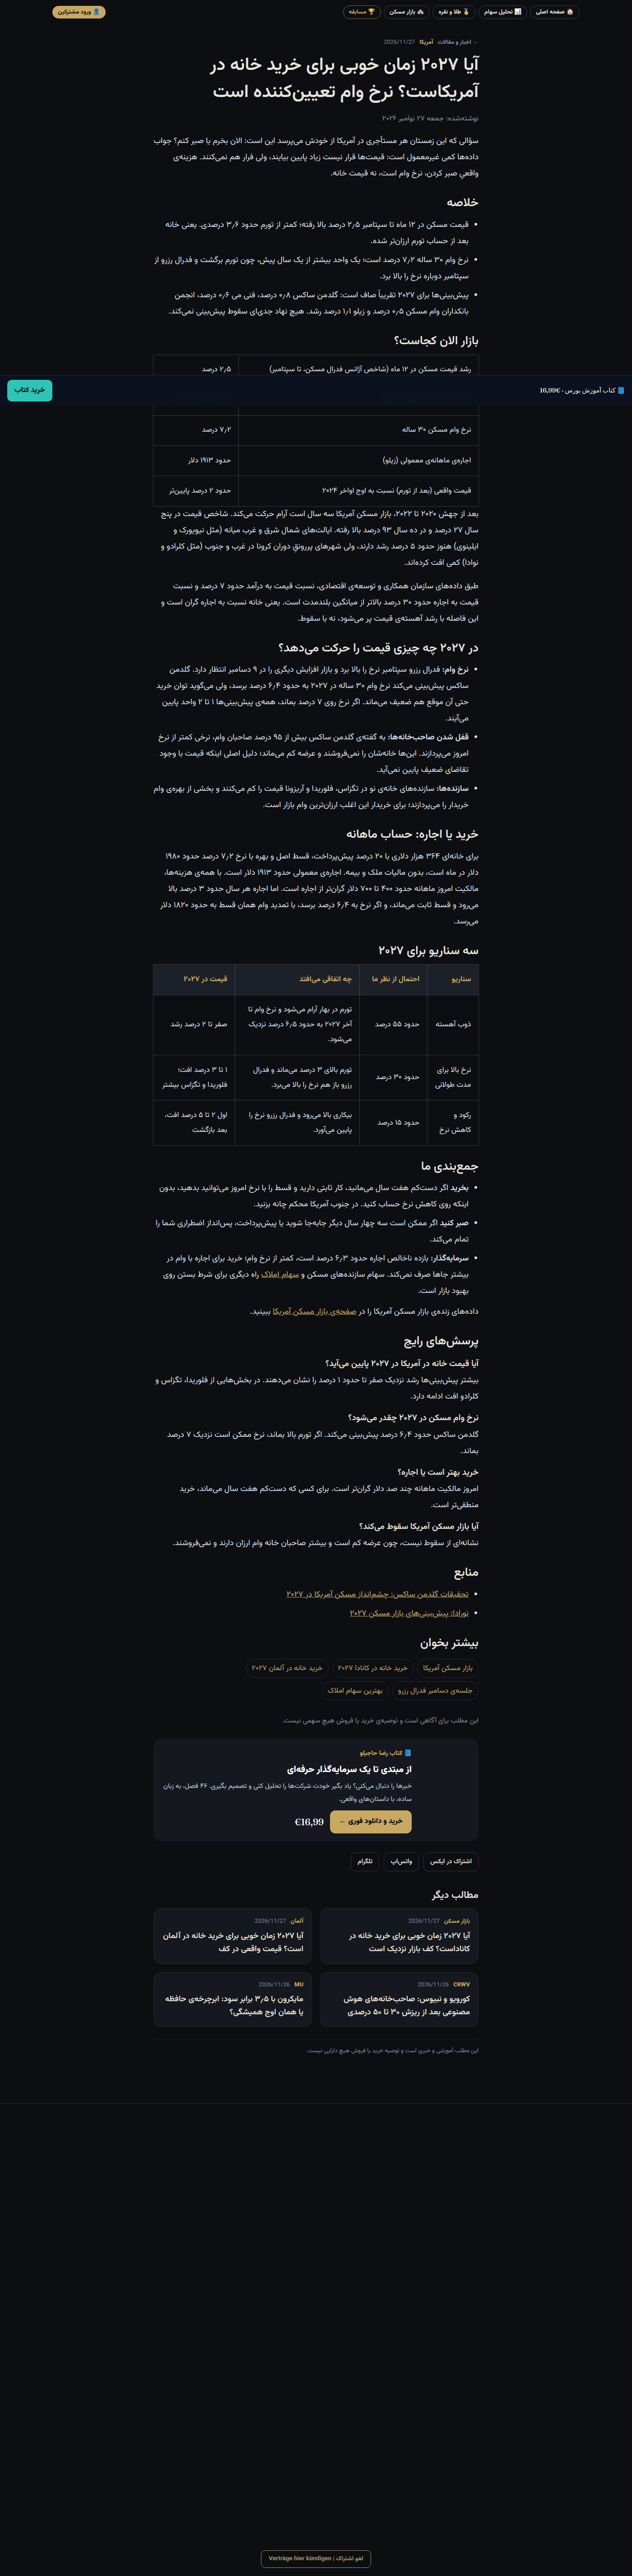 🏠 صفحه اصلی
📊 تحلیل سهام
🥇 طلا و نقره
🏘️ بازار مسکن
🏆 مسابقه
👤 ورود مشترکین
← اخبار و مقالات آمریکا 2026/11/27
آیا ۲۰۲۷ زمان خوبی برای خرید خانه در
آمریکاست؟ نرخ وام تعیین‌کننده است
نوشته‌شده: جمعه ۲۷ نوامبر ۲۰۲۶
سؤالی که این زمستان هر مستأجری در آمریکا از خودش می‌پرسد این است: الان بخرم یا صبر کنم؟ جواب
داده‌ها کمی غیرمعمول است: قیمت‌ها قرار نیست زیاد پایین بیایند، ولی فرار هم نمی‌کنند. هزینه‌ی
واقعیِ صبر کردن، نرخ وام است، نه قیمت خانه.
خلاصه
• قیمت مسکن در ۱۲ ماه تا سپتامبر ۲٫۵ درصد بالا رفته؛ کمتر از تورم حدود ۳٫۶ درصدی. یعنی خانه
بعد از حساب تورم ارزان‌تر شده.
• نرخ وام ۳۰ ساله ۷٫۲ درصد است؛ یک واحد بیشتر از یک سال پیش، چون تورم برگشت و فدرال رزرو از
سپتامبر دوباره نرخ را بالا برد.
• پیش‌بینی‌ها برای ۲۰۲۷ تقریباً صاف است: گلدمن ساکس ۰٫۸ درصد، فنی می ۰٫۶ درصد، انجمن
بانکداران وام مسکن ۰٫۵ درصد و زیلو ۱٫۱ درصد رشد. هیچ نهاد جدی‌ای سقوط پیش‌بینی نمی‌کند.
بازار الان کجاست؟
رشد قیمت مسکن در ۱۲ ماه (شاخص آژانس فدرال مسکن، تا سپتامبر) ۲٫۵ درصد
📘 کتاب آموزش بورس · 16,99€
خرید کتاب
نرخ وام مسکن ۳۰ ساله ۷٫۲ درصد
اجاره‌ی ماهانه‌ی معمولی (زیلو) حدود ۱۹۱۳ دلار
قیمت واقعی (بعد از تورم) نسبت به اوج اواخر ۲۰۲۴ حدود ۲ درصد پایین‌تر
بعد از جهش ۲۰۲۰ تا ۲۰۲۲، بازار مسکن آمریکا سه سال است آرام حرکت می‌کند. شاخص قیمت در پنج
سال ۲۷ درصد و در ده سال ۹۳ درصد بالا رفته. ایالت‌های شمال شرق و غرب میانه (مثل نیویورک و
ایلینوی) هنوز حدود ۵ درصد رشد دارند، ولی شهرهای پررونق دوران کرونا در غرب و جنوب (مثل کلرادو و
نوادا) کمی افت کرده‌اند.
طبق داده‌های سازمان همکاری و توسعه‌ی اقتصادی، نسبت قیمت به درآمد حدود ۷ درصد و نسبت
قیمت به اجاره حدود ۳۰ درصد بالاتر از میانگین بلندمدت است. یعنی خانه نسبت به اجاره گران است و
این فاصله با رشد آهسته‌ی قیمت پر می‌شود، نه با سقوط.
در ۲۰۲۷ چه چیزی قیمت را حرکت می‌دهد؟
• نرخ وام: فدرال رزرو سپتامبر نرخ را بالا برد و بازار افزایش دیگری را در ۹ دسامبر انتظار دارد. گلدمن
ساکس پیش‌بینی می‌کند نرخ وام ۳۰ ساله در ۲۰۲۷ به حدود ۶٫۴ درصد برسد، ولی می‌گوید توان خرید
حتی آن موقع هم ضعیف می‌ماند. اگر نرخ روی ۷ درصد بماند، همه‌ی پیش‌بینی‌ها ۱ تا ۲ واحد پایین
می‌آیند.
• قفل شدن صاحب‌خانه‌ها: به گفته‌ی گلدمن ساکس بیش از ۹۵ درصد صاحبان وام، نرخی کمتر از نرخ
امروز می‌پردازند. این‌ها خانه‌شان را نمی‌فروشند و عرضه کم می‌ماند؛ دلیل اصلی اینکه قیمت با وجود
تقاضای ضعیف پایین نمی‌آید.
• سازنده‌ها: سازنده‌های خانه‌ی نو در تگزاس، فلوریدا و آریزونا قیمت را کم می‌کنند و بخشی از بهره‌ی وام
خریدار را می‌پردازند؛ برای خریدار این اغلب ارزان‌ترین وام بازار است.
خرید یا اجاره: حساب ماهانه
برای خانه‌ای ۳۶۴ هزار دلاری با ۲۰ درصد پیش‌پرداخت، قسط اصل و بهره با نرخ ۷٫۲ درصد حدود ۱۹۸۰
دلار در ماه است، بدون مالیات ملک و بیمه. اجاره‌ی معمولی حدود ۱۹۱۳ دلار است. با همه‌ی هزینه‌ها،
مالکیت امروز ماهانه حدود ۴۰۰ تا ۷۰۰ دلار گران‌تر از اجاره است. اما اجاره هر سال حدود ۳ درصد بالا
می‌رود و قسط ثابت می‌ماند، و اگر نرخ به ۶٫۴ درصد برسد، با تمدید وام همان قسط به حدود ۱۸۲۰ دلار
می‌رسد.
سه سناریو برای ۲۰۲۷
سناریو احتمال از نظر ما چه اتفاقی می‌افتد قیمت در ۲۰۲۷
ذوب آهسته حدود ۵۵ درصد تورم در بهار آرام می‌شود و نرخ وام تا
آخر ۲۰۲۷ به حدود ۶٫۵ درصد نزدیک
می‌شود. صفر تا ۲ درصد رشد
نرخ بالا برای
مدت طولانی حدود ۳۰ درصد تورم بالای ۳ درصد می‌ماند و فدرال
رزرو باز هم نرخ را بالا می‌برد. ۱ تا ۳ درصد افت؛
فلوریدا و تگزاس بیشتر
رکود و
کاهش نرخ حدود ۱۵ درصد بیکاری بالا می‌رود و فدرال رزرو نرخ را
پایین می‌آورد. اول ۲ تا ۵ درصد افت،
بعد بازگشت
جمع‌بندی ما
• بخرید اگر دست‌کم هفت سال می‌مانید، کار ثابتی دارید و قسط را با نرخ امروز می‌توانید بدهید، بدون
اینکه روی کاهش نرخ حساب کنید. در جنوب آمریکا محکم چانه بزنید.
• صبر کنید اگر ممکن است سه چهار سال دیگر جابه‌جا شوید یا پیش‌پرداخت، پس‌انداز اضطراری شما را
تمام می‌کند.
• سرمایه‌گذار: بازده ناخالص اجاره حدود ۶٫۳ درصد است، کمتر از نرخ وام؛ خرید برای اجاره با وام در
بیشتر جاها صرف نمی‌کند. سهام سازنده‌های مسکن و سهام املاک راه دیگری برای شرط بستن روی
بهبود بازار است.
داده‌های زنده‌ی بازار مسکن آمریکا را در صفحه‌ی بازار مسکن آمریکا ببینید.
پرسش‌های رایج
آیا قیمت خانه در آمریکا در ۲۰۲۷ پایین می‌آید؟
بیشتر پیش‌بینی‌ها رشد نزدیک صفر تا حدود ۱ درصد را نشان می‌دهند. در بخش‌هایی از فلوریدا، تگزاس و
کلرادو افت ادامه دارد.
نرخ وام مسکن در ۲۰۲۷ چقدر می‌شود؟
گلدمن ساکس حدود ۶٫۴ درصد پیش‌بینی می‌کند. اگر تورم بالا بماند، نرخ ممکن است نزدیک ۷ درصد
بماند.
خرید بهتر است یا اجاره؟
امروز مالکیت ماهانه چند صد دلار گران‌تر است. برای کسی که دست‌کم هفت سال می‌ماند، خرید
منطقی‌تر است.
آیا بازار مسکن آمریکا سقوط می‌کند؟
نشانه‌ای از سقوط نیست، چون عرضه کم است و بیشتر صاحبان خانه وام ارزان دارند و نمی‌فروشند.
منابع
• تحقیقات گلدمن ساکس: چشم‌انداز مسکن آمریکا در ۲۰۲۷
• نورادا: پیش‌بینی‌های بازار مسکن ۲۰۲۷
بیشتر بخوان
بازار مسکن آمریکا
خرید خانه در کانادا ۲۰۲۷
خرید خانه در آلمان ۲۰۲۷
جلسه‌ی دسامبر فدرال رزرو
بهترین سهام املاک
این مطلب برای آگاهی است و توصیه‌ی خرید یا فروش هیچ سهمی نیست.
📘 کتاب رضا حاجیلو
از مبتدی تا یک سرمایه‌گذار حرفه‌ای
خبرها را دنبال می‌کنی؟ یاد بگیر خودت شرکت‌ها را تحلیل کنی و تصمیم بگیری. ۴۶ فصل، به زبان
ساده، با داستان‌های واقعی.
خرید و دانلود فوری ←
€16,99
اشتراک در ایکس
واتس‌اپ
تلگرام
مطالب دیگر
بازار مسکن 2026/11/27
آیا ۲۰۲۷ زمان خوبی برای خرید خانه در
کاناداست؟ کف بازار نزدیک است
آلمان 2026/11/27
آیا ۲۰۲۷ زمان خوبی برای خرید خانه در آلمان
است؟ قیمت واقعی در کف
CRWV 2026/11/26
کورویو و نبیوس: صاحب‌خانه‌های هوش
مصنوعی بعد از ریزش ۳۰ تا ۵۰ درصدی
MU 2026/11/26
مایکرون با ۳٫۵ برابر سود: ابرچرخه‌ی حافظه
یا همان اوج همیشگی؟
این مطلب آموزشی و خبری است و توصیه خرید یا فروش هیچ دارایی نیست.
لغو اشتراک | Verträge hier kündigen